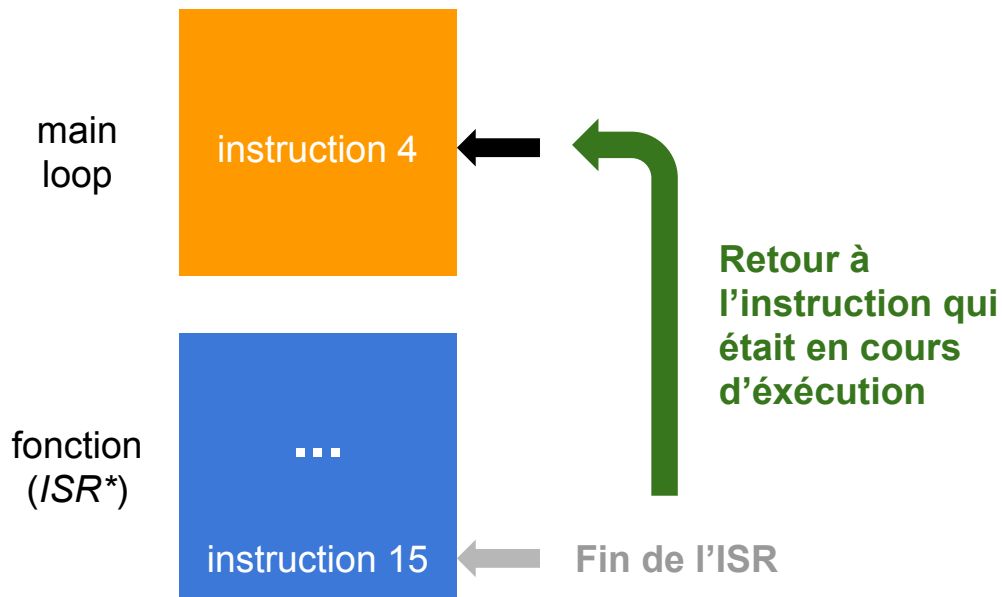 main
loop
instruction 4
Retour à
l’instruction qui
était en cours
d’éxécution
fonction
(ISR*)
...
instruction 15
Fin de l’ISR